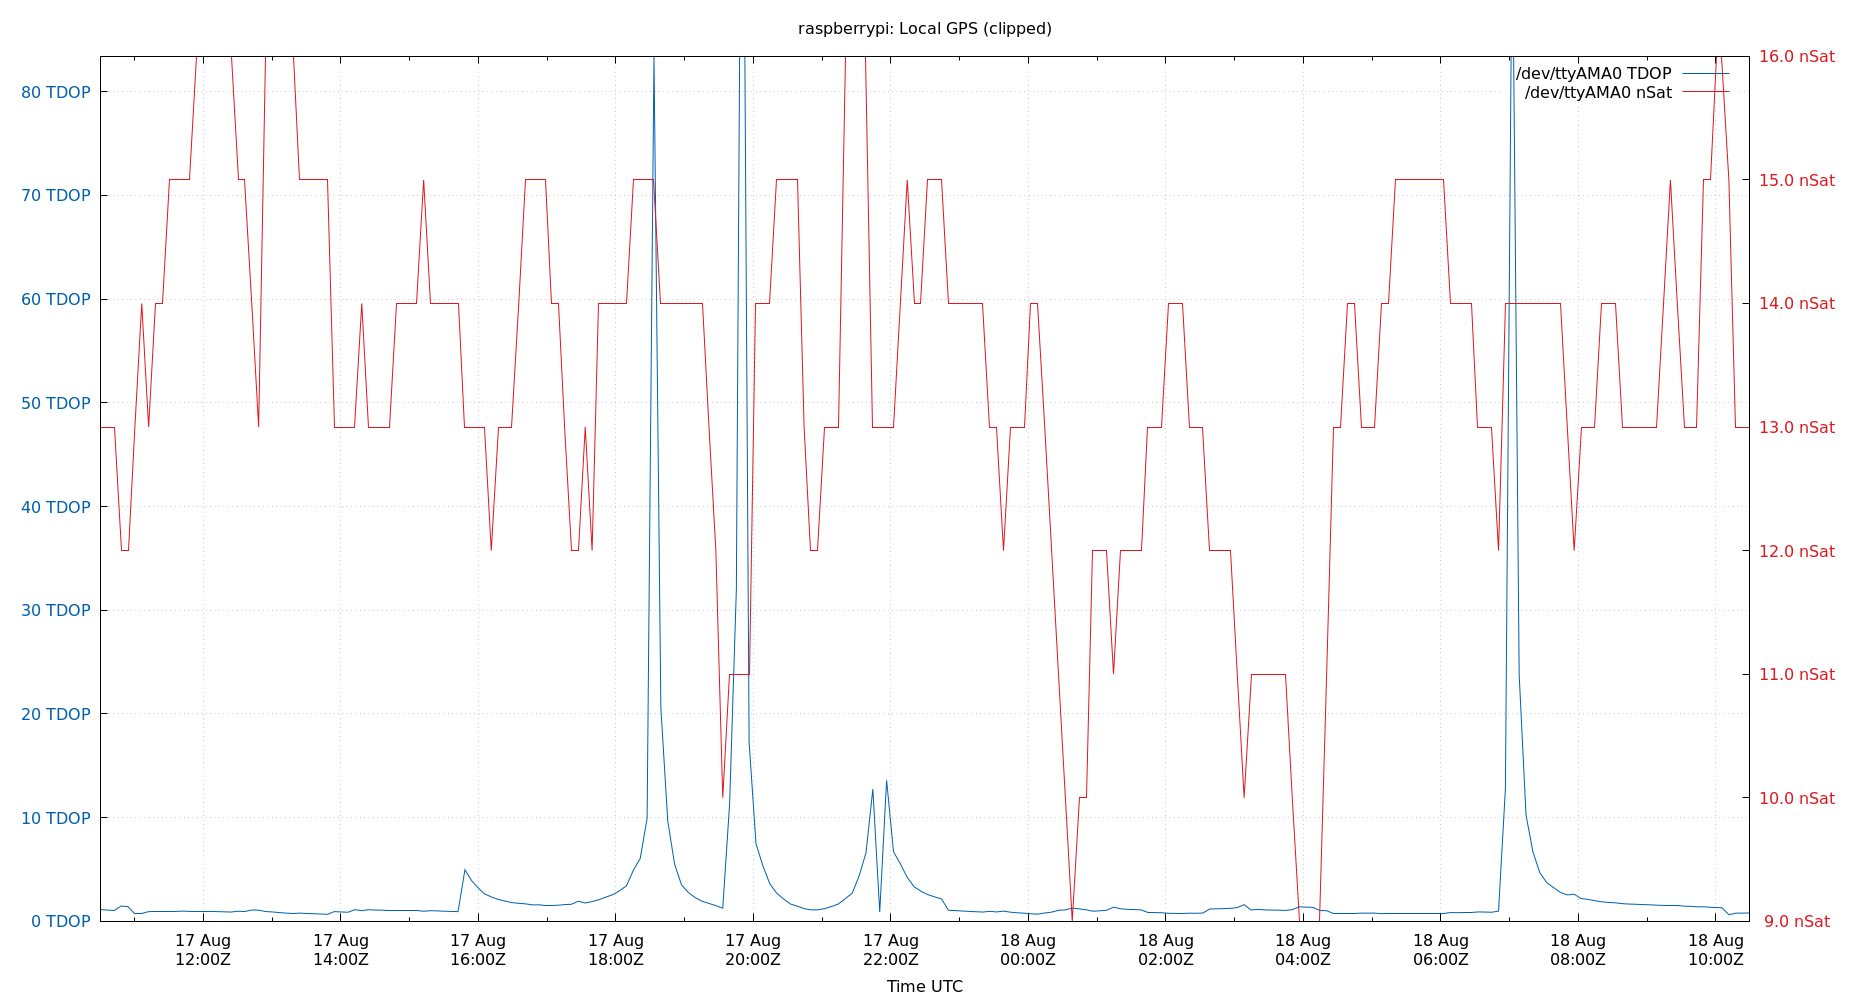 raspberrypi: Local GPS (clipped)
/dev/ttyAMA0 TDOP
/dev/ttyAMA0 nSat
80 TDOP
70 TDOP
60 TDOP
50 TDOP
40 TDOP
30 TDOP
20 TDOP
10 TDOP
0 TDOP
16.0 nSat
15.0 nSat
14.0 nSat
13.0 nSat
12.0 nSat
11.0 nSat
10.0 nSat
9.0 nSat
17 Aug 17 Aug 17 Aug 17 Aug 17 Aug 17 Aug 18 Aug 18 Aug 18 Aug 18 Aug 18 Aug 18 Aug
12:00Z 14:00Z 16:00Z 18:00Z 20:00Z 22:00Z 00:00Z 02:00Z 04:00Z 06:00Z 08:00Z 10:00Z
Time UTC